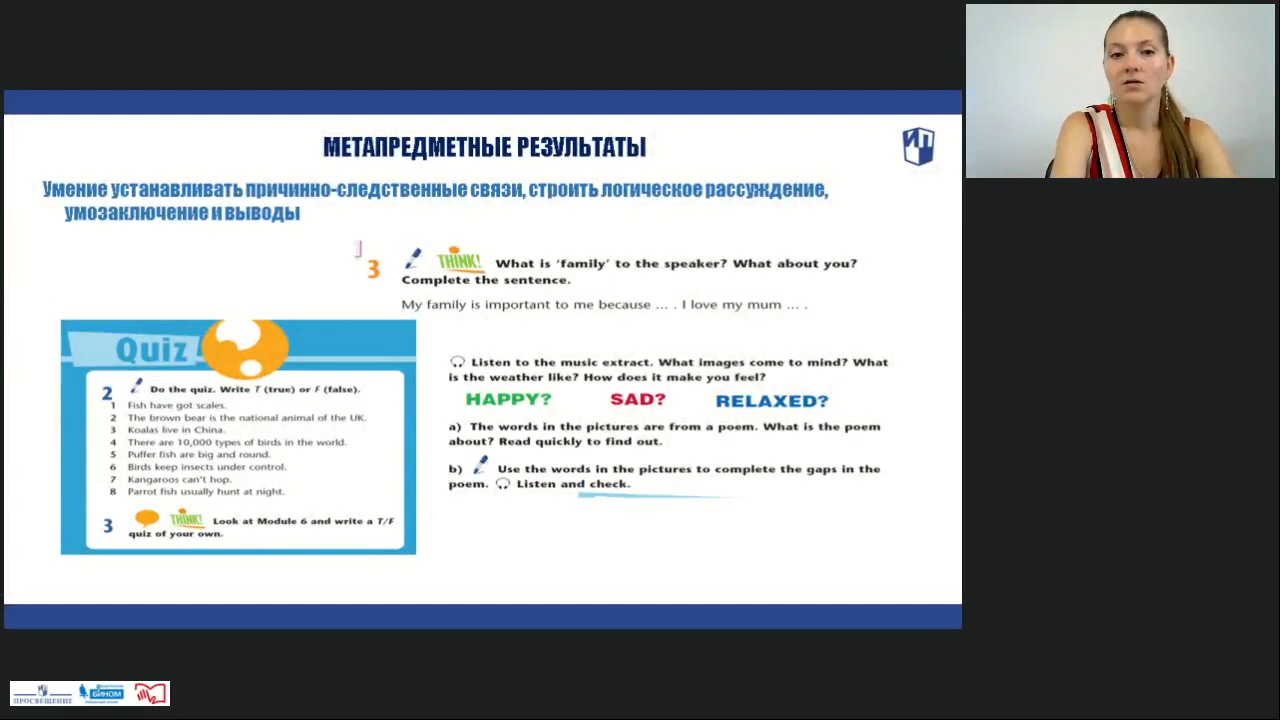 МЕТАПРЕДМЕТНЫЕ РЕЗУЛЬТАТЫ
ИП
Умение устанавливать причинно-следственные связи, строить логическое рассуждение,
умозаключение и выводы
3 THINK! What is ‘family’ to the speaker? What about you?
Complete the sentence.
My family is important to me because ... . I love my mum ... .
Quiz
2 Do the quiz. Write T (true) or F (false).
1 Fish have got scales.
2 The brown bear is the national animal of the UK.
3 Koalas live in China.
4 There are 10,000 types of birds in the world.
5 Puffer fish are big and round.
6 Birds keep insects under control.
7 Kangaroos can’t hop.
8 Parrot fish usually hunt at night.
3 THINK! Look at Module 6 and write a T/F
quiz of your own.
Listen to the music extract. What images come to mind? What
is the weather like? How does it make you feel?
HAPPY? SAD? RELAXED?
a) The words in the pictures are from a poem. What is the poem
about? Read quickly to find out.
b) Use the words in the pictures to complete the gaps in the
poem. Listen and check.
ПРОСВЕЩЕНИЕ
БИНОМ